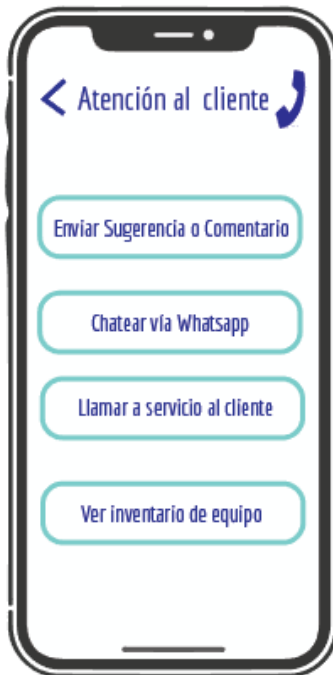 Atención al cliente
Enviar Sugerencia o Comentario
Chatear vía Whatsapp
Llamar a servicio al cliente
Ver inventario de equipo